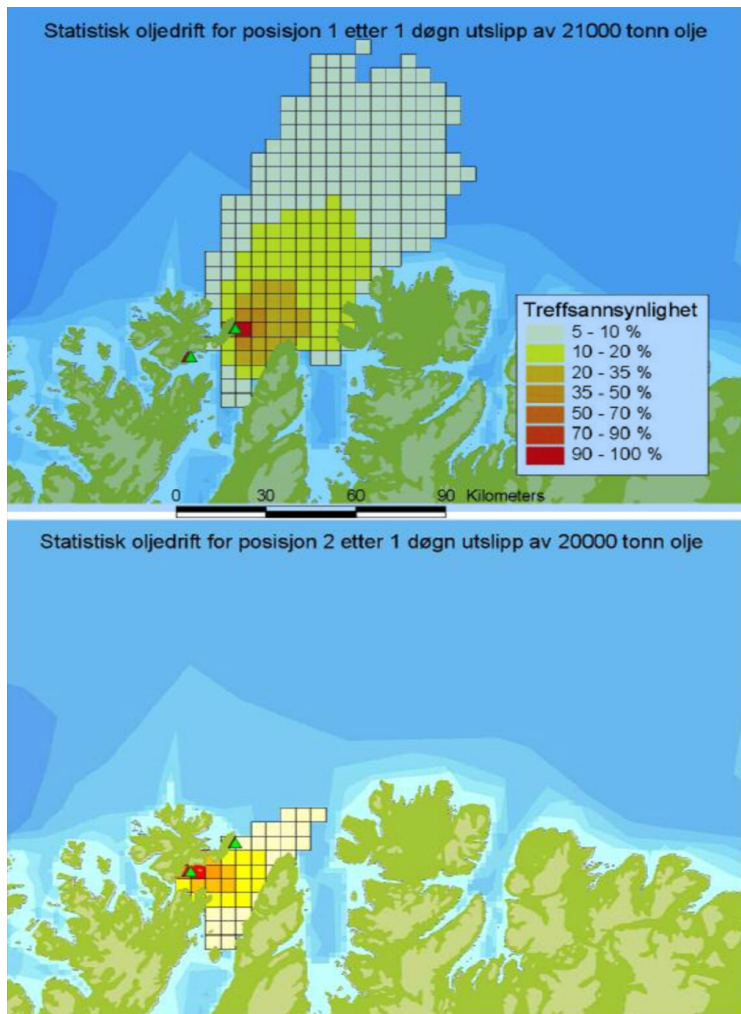 Statistisk oljedrift for posisjon 1 etter 1 døgn utslipp av 21000 tonn olje
Treffsannsynlighet
5 - 10 %
10 - 20 %
20 - 35 %
35 - 50 %
50 - 70 %
70 - 90 %
90 - 100 %
0 30 60 90 Kilometers
Statistisk oljedrift for posisjon 2 etter 1 døgn utslipp av 20000 tonn olje